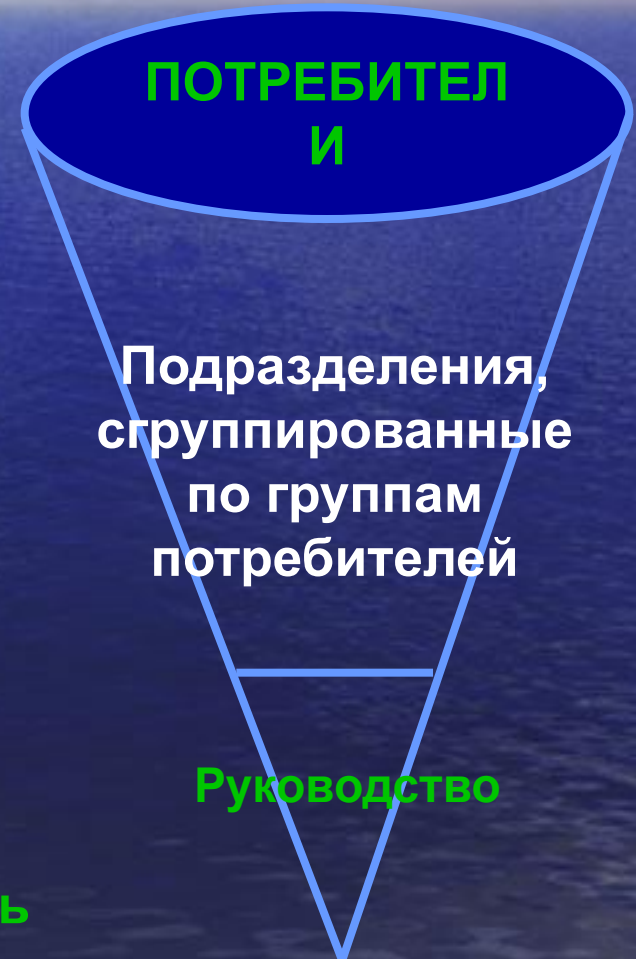 ПОТРЕБИТЕЛ
И
Подразделения,
сгруппированные
по группам
потребителей
Руководство
ь